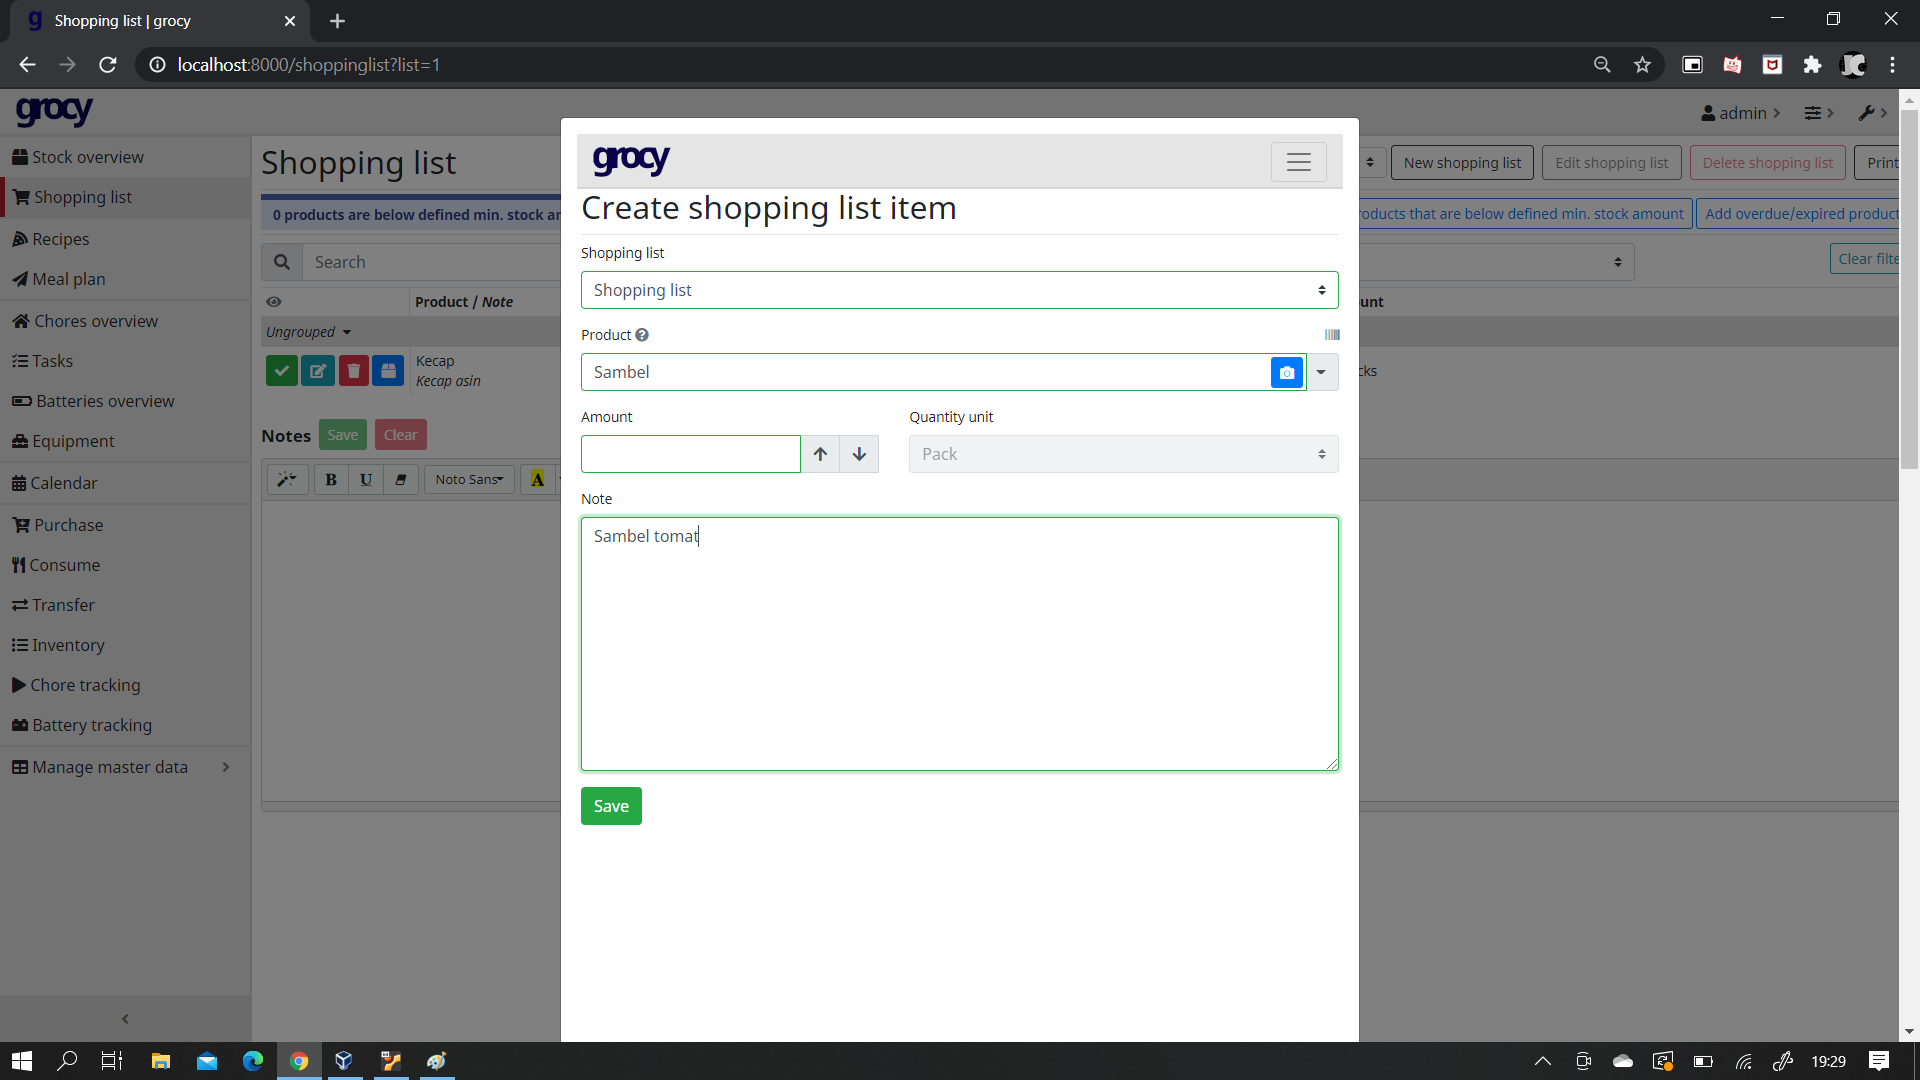 Shopping list | grocy
localhost:8000/shoppinglist?list=1
grocy
admin
Stock overview
Shopping list
Recipes
Meal plan
Chores overview
Tasks
Batteries overview
Equipment
Calendar
Purchase
Consume
Transfer
Inventory
Chore tracking
Battery tracking
Manage master data
Shopping list
New shopping list
Edit shopping list
Delete shopping list
Print
0 products are below defined min. stock
products that are below defined min. stock amount
Add overdue/expired product
Search
Clear filte
Product / Note
unt
Ungrouped
Kecap
Kecap asin
cks
Notes
Save
Clear
B U Noto Sans A
grocy
Create shopping list item
Shopping list
Shopping list
Product
Sambel
Amount
Quantity unit
Pack
Note
Sambel tomat
Save
19:29